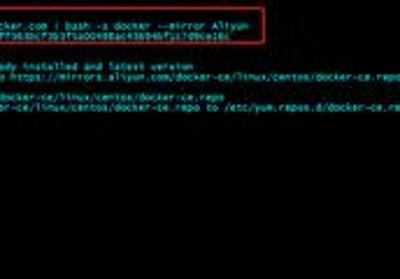 cker.com | bash -s docker --mirror Aliyun
ady installed and latest version
https://mirrors.aliyun.com/docker-ce/linux/centos/docker-ce.repo
docker-ce/linux/centos/docker-ce.repo
er-ce/linux/centos/docker-ce.repo to /etc/yum.repos.d/docker-ce.re